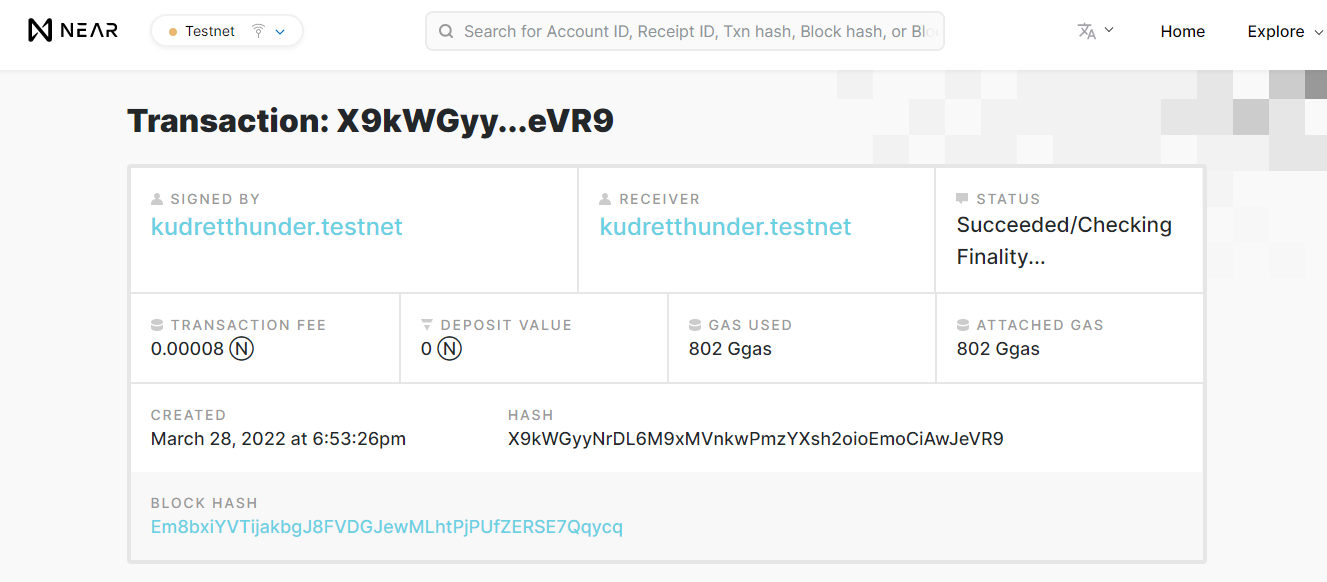 NEAR Testnet Search for Account ID, Receipt ID, Txn hash, Block hash, or Blo Home Explore
Transaction: X9kWGyy...eVR9
SIGNED BY RECEIVER STATUS
kudretthunder.testnet kudretthunder.testnet Succeeded/Checking
Finality...
TRANSACTION FEE DEPOSIT VALUE GAS USED ATTACHED GAS
0.00008 Ⓝ 0 Ⓝ 802 Ggas 802 Ggas
CREATED HASH
March 28, 2022 at 6:53:26pm X9kWGyyNrDL6M9xMVnkwPmzYXsh2oioEmoCiAwJeVR9
BLOCK HASH
Em8bxiYVTijakbgJ8FVDGJewMLhtPjPUfZERSE7Qqycq